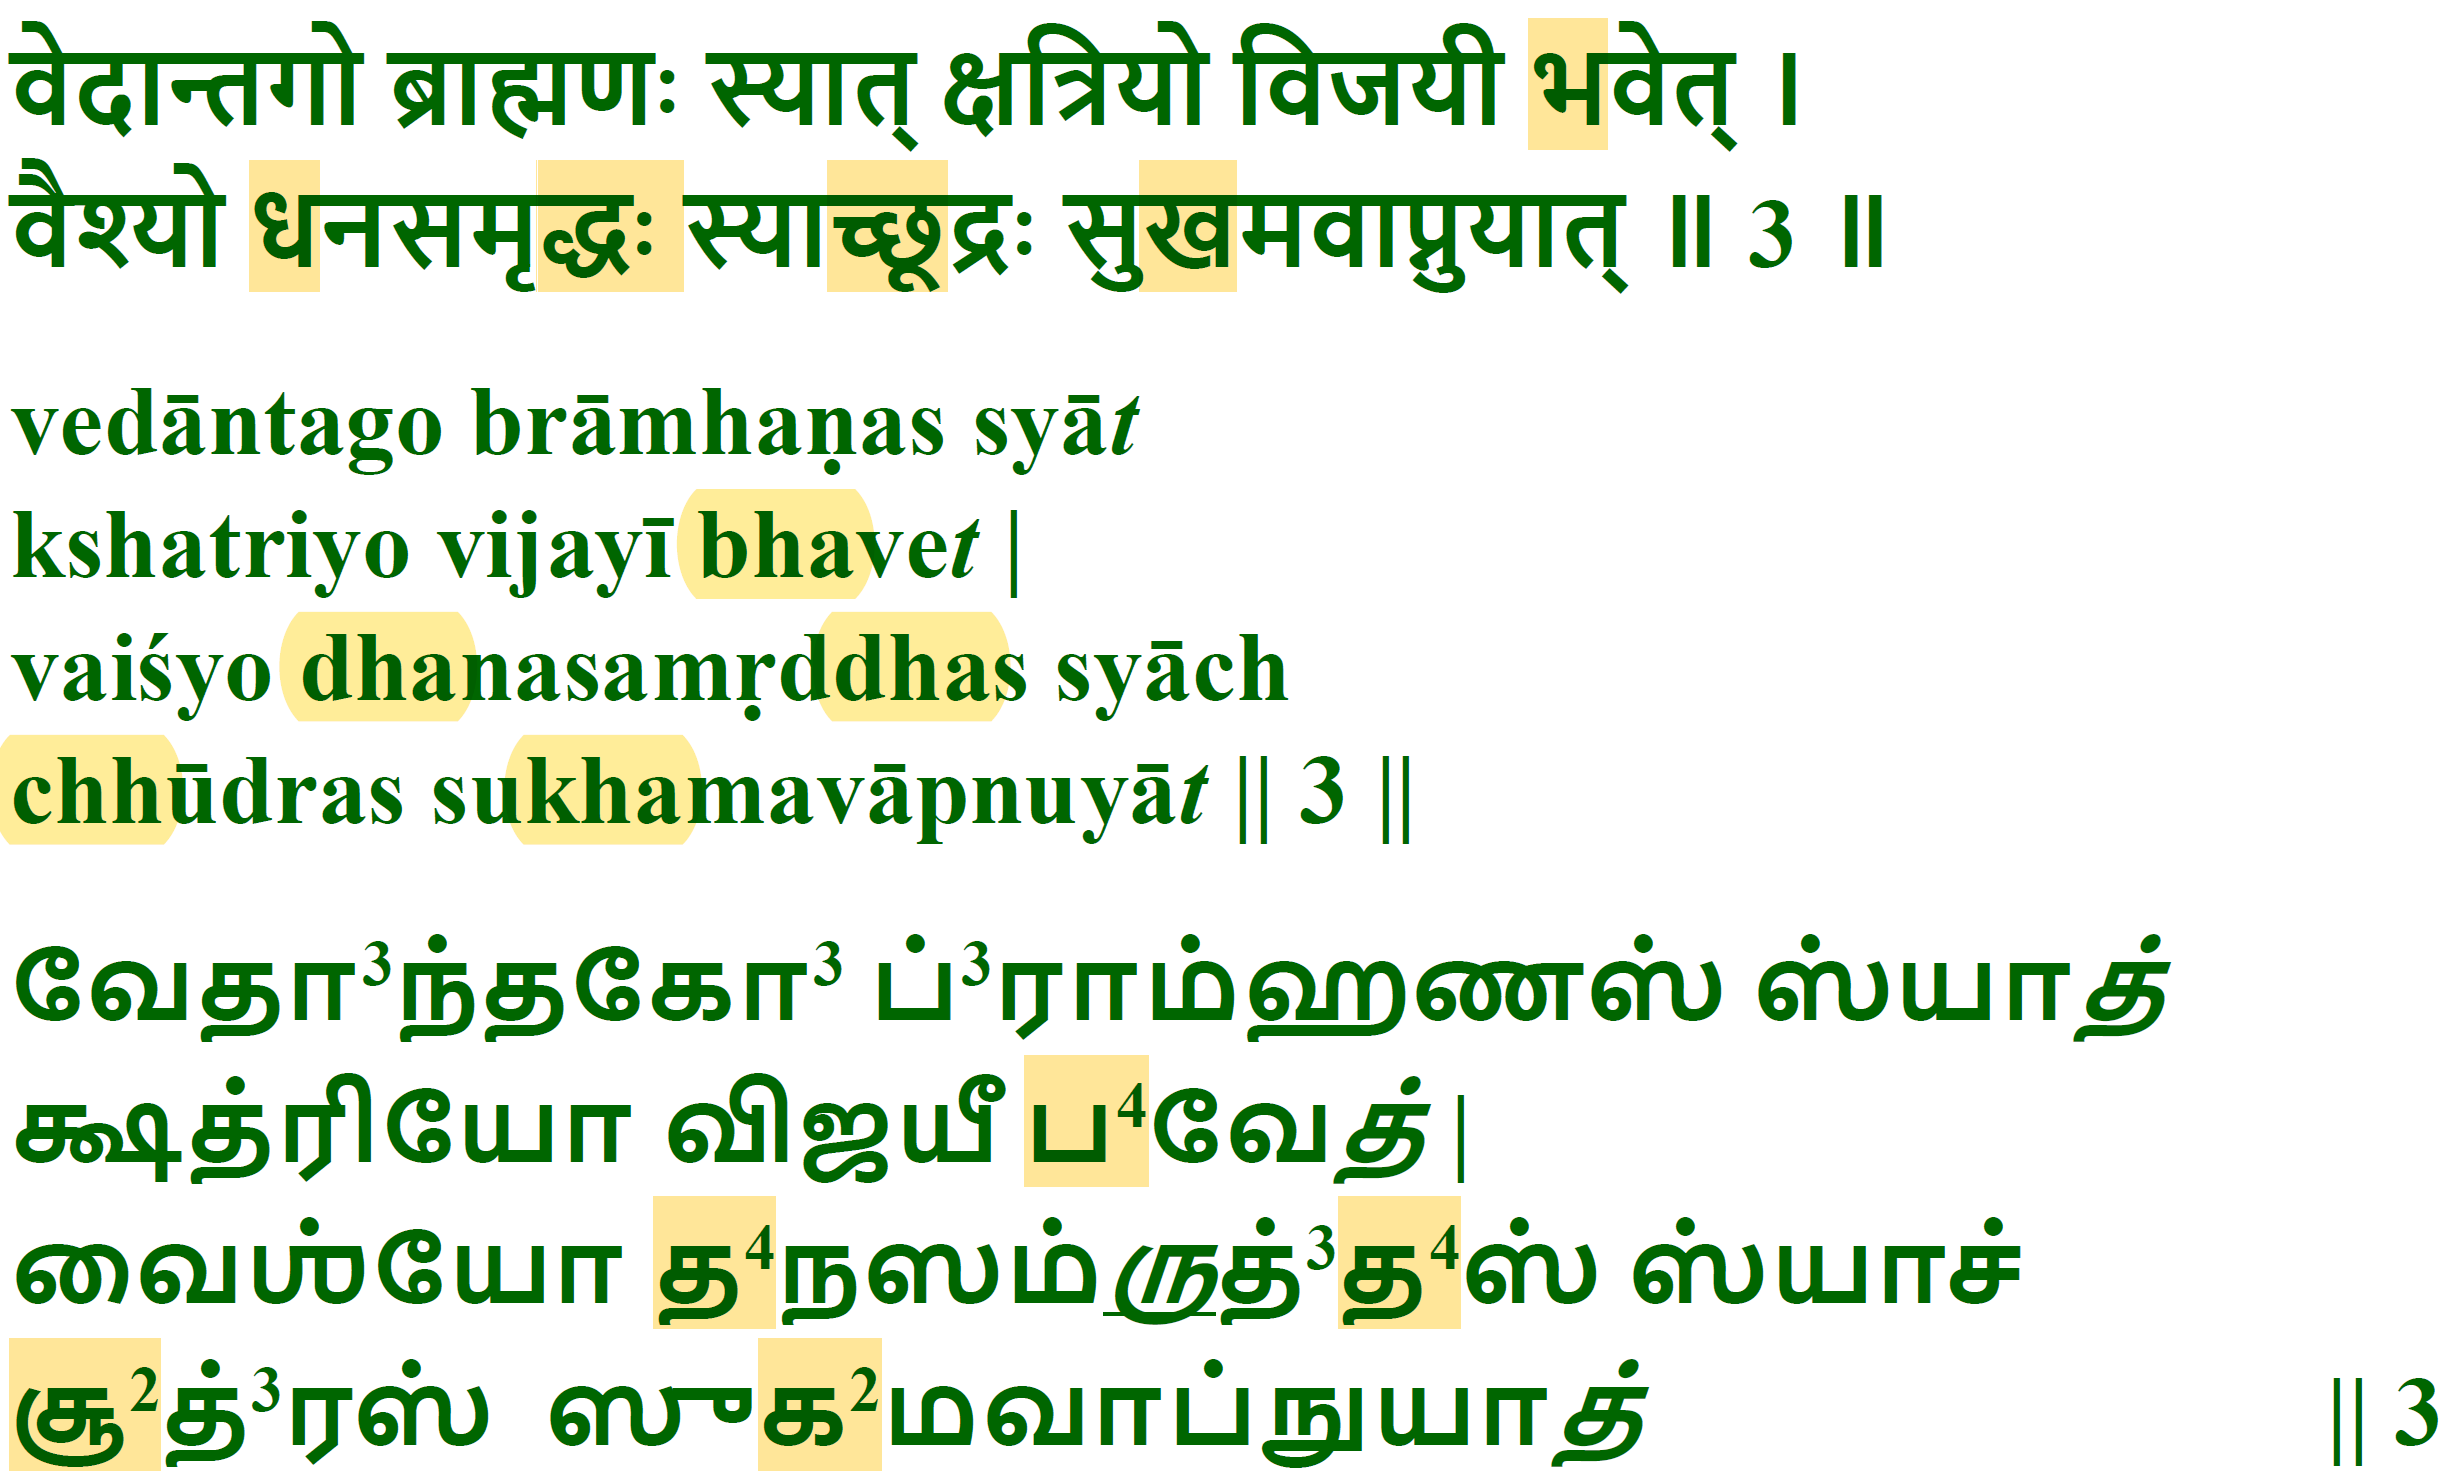 वेदान्तगो ब्राह्मणः स्यात् क्षत्रियो विजयी भवेत् ।
वैश्यो धनसमृद्धः स्याच्छूद्रः सुखमवाप्नुयात् ॥ 3 ॥
vedāntago brāmhaṇas syāt
kshatriyo vijayī bhavet |
vaiśyo dhanasamṛddhas syāch
chhūdras sukhamavāpnuyāt || 3 ||
வேதா³ந்தகோ³ ப்³ராம்ஹணஸ் ஸ்யாத்
க்ஷத்ரியோ விஜயீ ப⁴வேத் |
வைஶ்யோ த⁴நஸம்ருத்³த⁴ஸ் ஸ்யாச்
சூ²த்³ரஸ் ஸுக²மவாப்நுயாத் || 3